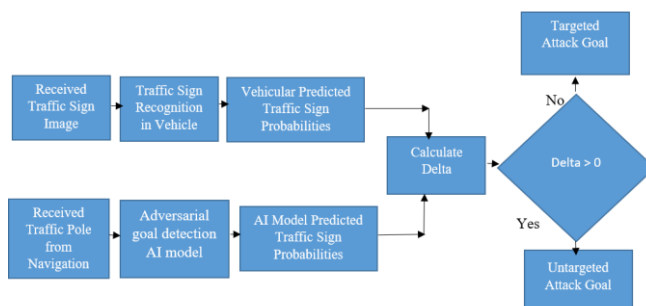 Received
Traffic Sign
Image
Traffic Sign
Recognition
in Vehicle
Vehicular Predicted
Traffic Sign
Probabilities
Received
Traffic Pole
from
Navigation
Adversarial
goal detection
AI model
AI Model Predicted
Traffic Sign
Probabilities
Calculate
Delta
Targeted
Attack Goal
No
Delta > 0
Yes
Untargeted
Attack Goal